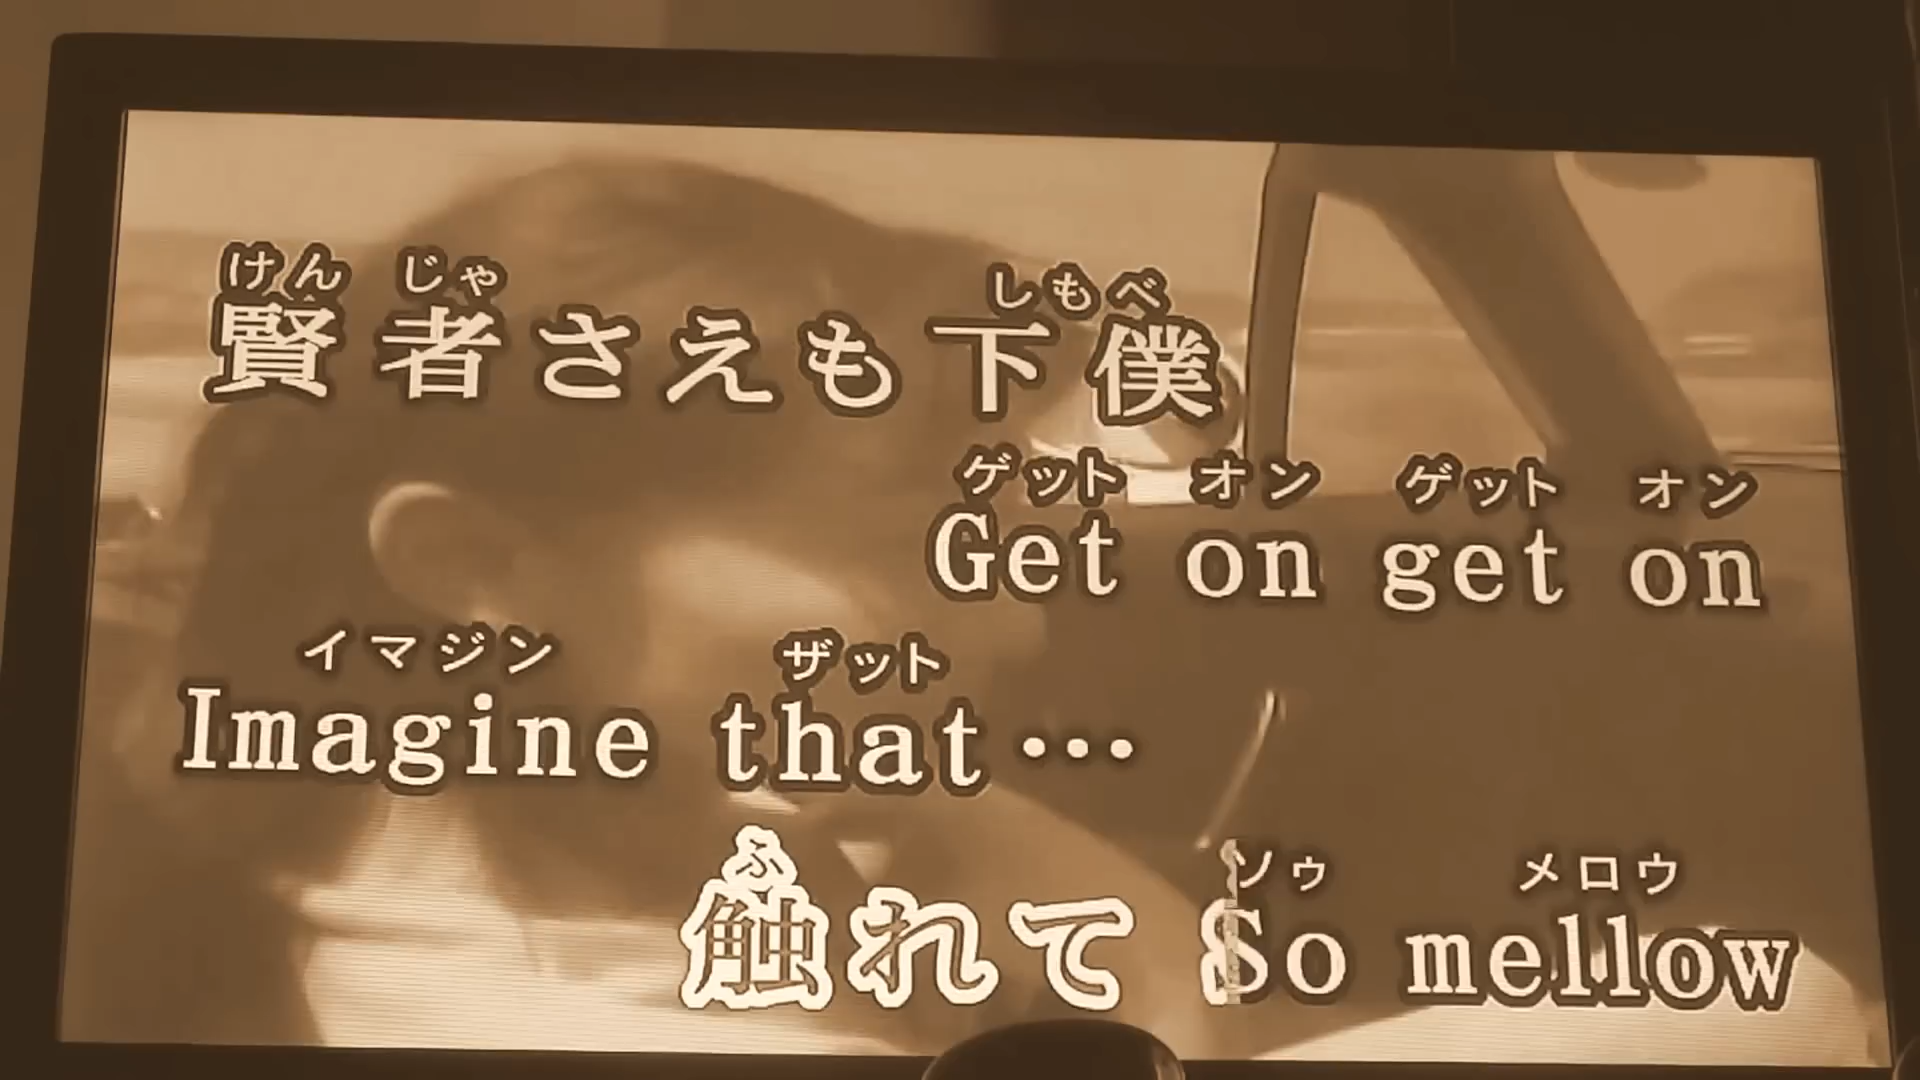 けんじゃ しもべ
賢者さえも下僕
ゲット オン ゲット オン
Get on get on
イマジン ザット
Imagine that…
ふ ソゥ メロウ
触れて So mellow